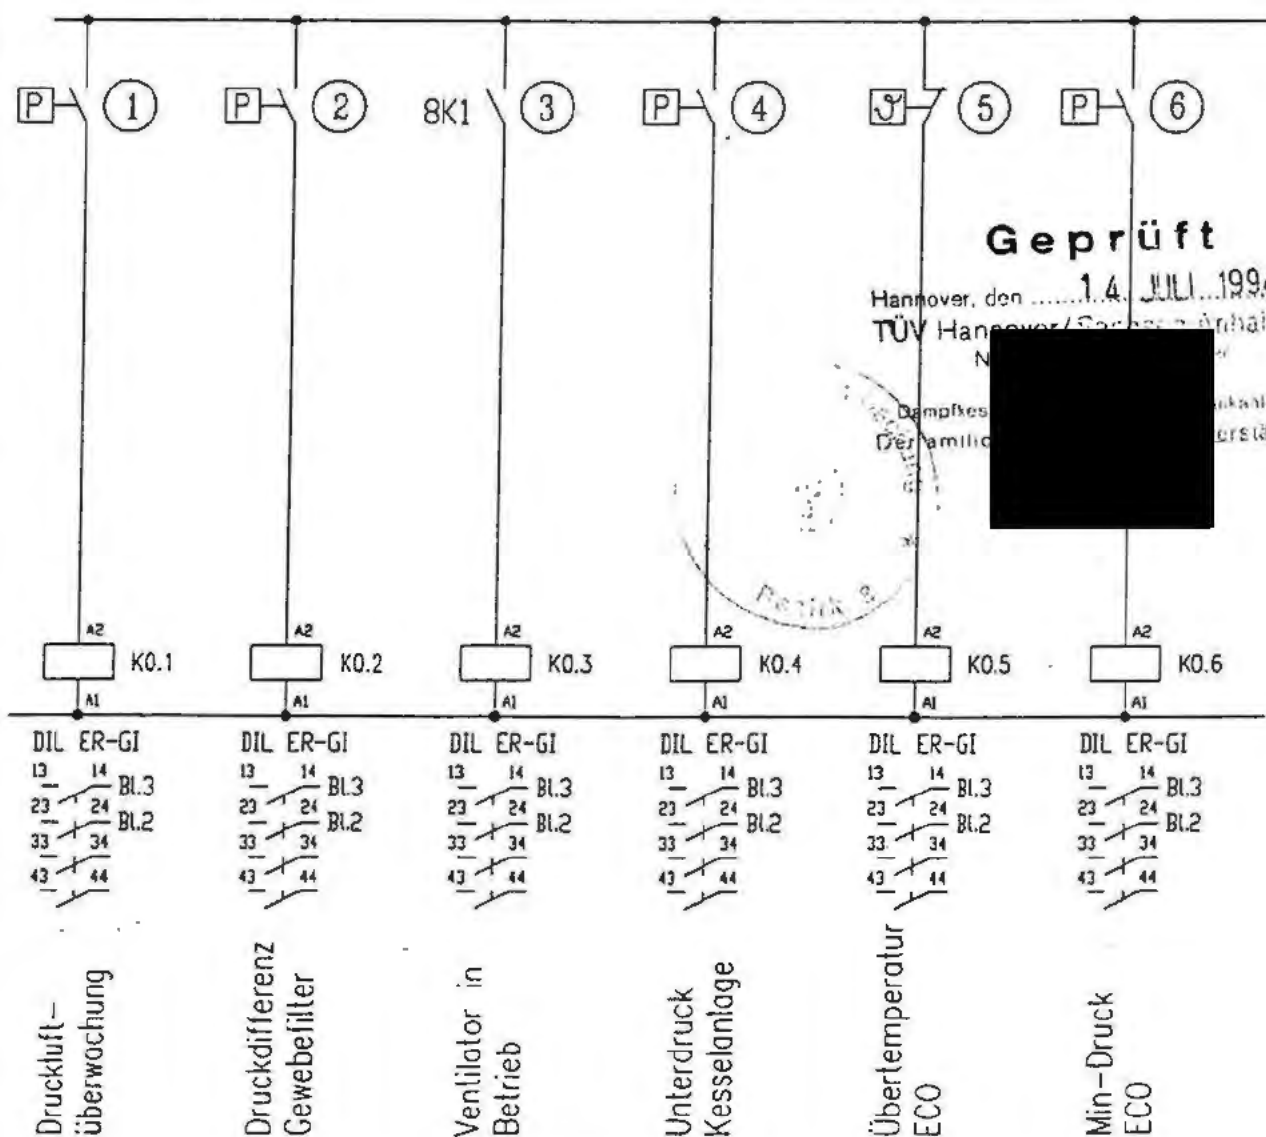 P 1 P 2 8K1 3 P 4 ϑ 5 P 6
Geprüft
Hannover, den 14. JULI 199
TÜV Hannover/
Dampfkes
Der amtlic
Bezirk 8
A2 A2 A2 A2 A2 A2
K0.1 K0.2 K0.3 K0.4 K0.5 K0.6
A1 A1 A1 A1 A1 A1
DIL ER-GI DIL ER-GI DIL ER-GI DIL ER-GI DIL ER-GI DIL ER-GI
13 14 13 14 13 14 13 14 13 14 13 14
Bl.3 Bl.3 Bl.3 Bl.3 Bl.3 Bl.3
23 24 23 24 23 24 23 24 23 24 23 24
Bl.2 Bl.2 Bl.2 Bl.2 Bl.2 Bl.2
33 34 33 34 33 34 33 34 33 34 33 34
43 44 43 44 43 44 43 44 43 44 43 44
Druckluft-
überwachung
Druckdifferenz
Gewebefilter
Ventilator in
Betrieb
Unterdruck
Kesselanlage
Übertemperatur
ECO
Min-Druck
ECO